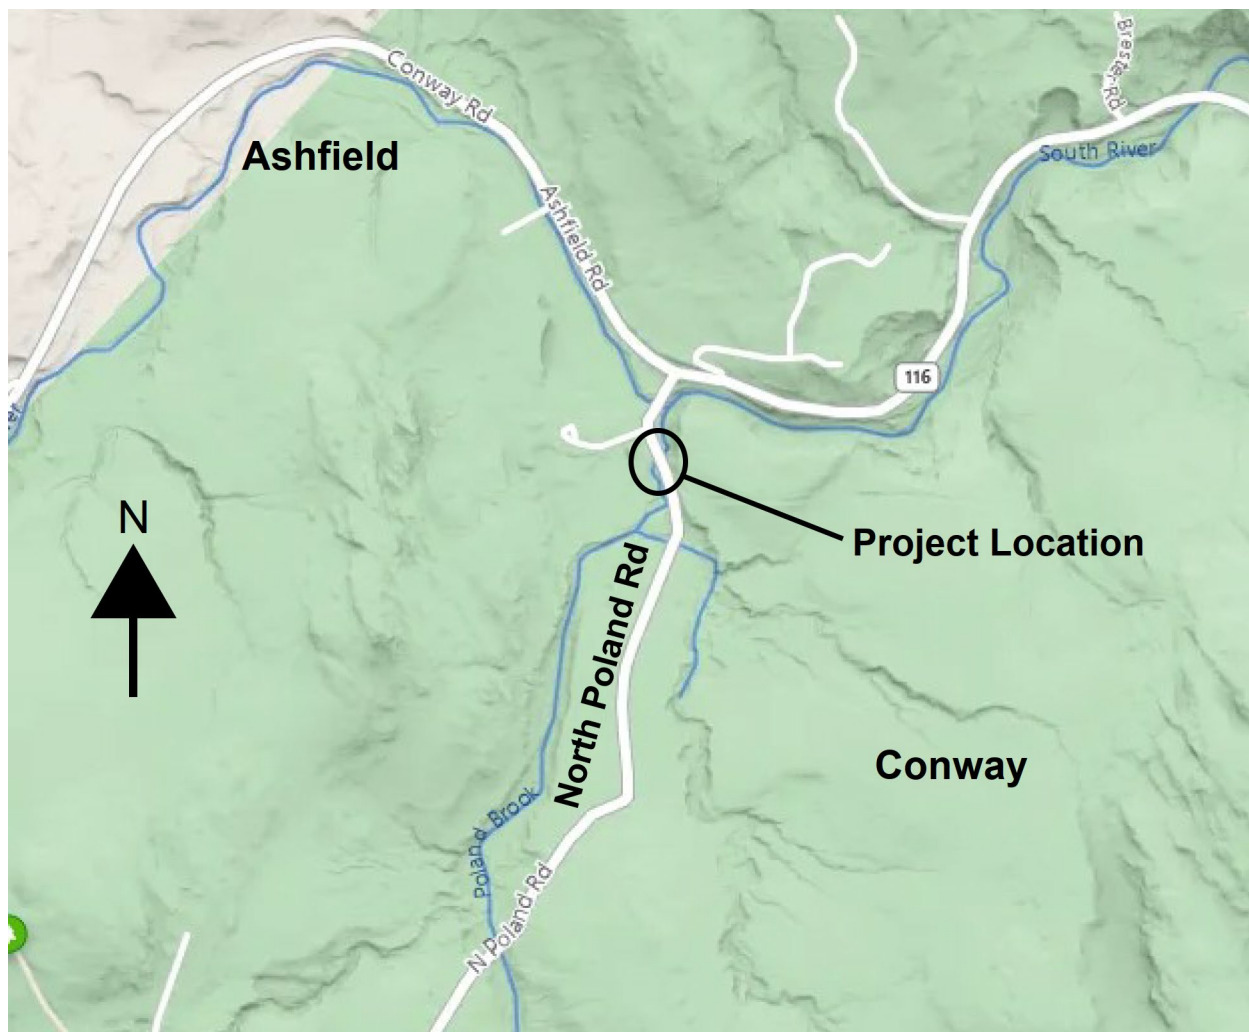 Brester Rd
Conway Rd
South River
Ashfield
Ashfield Rd
116
N
Project Location
North Poland Rd
Conway
Poland Brook
N Poland Rd